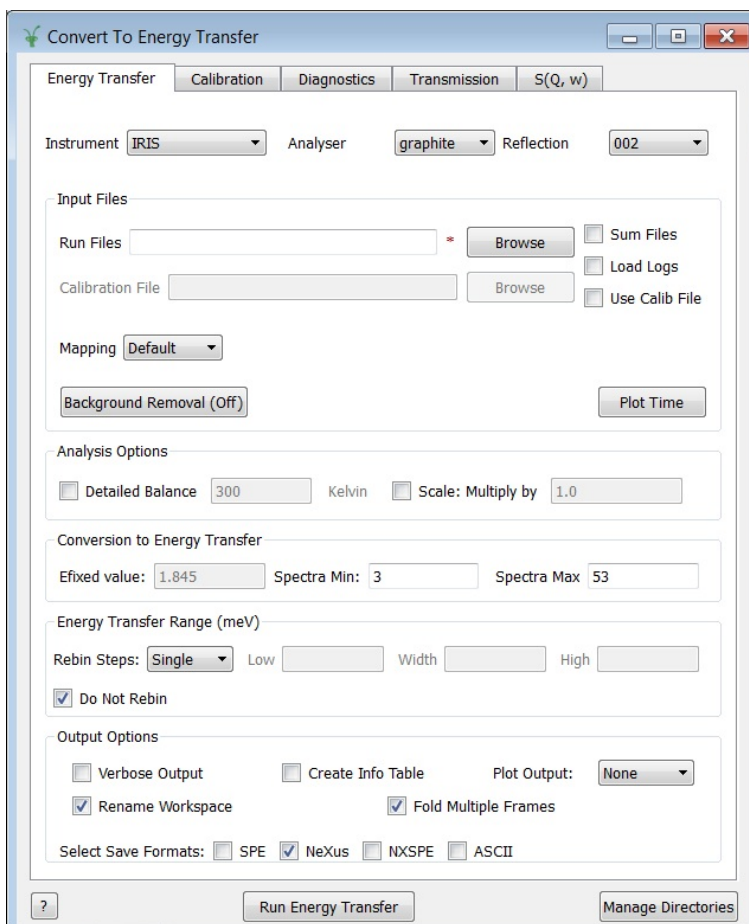 Convert To Energy Transfer
Energy Transfer Calibration Diagnostics Transmission S(Q, w)
Instrument IRIS Analyser graphite Reflection 002
Input Files
Run Files * Browse Sum Files
Load Logs
Calibration File Browse Use Calib File
Mapping Default
Background Removal (Off) Plot Time
Analysis Options
Detailed Balance 300 Kelvin Scale: Multiply by 1.0
Conversion to Energy Transfer
Efixed value: 1.845 Spectra Min: 3 Spectra Max 53
Energy Transfer Range (meV)
Rebin Steps: Single Low Width High
Do Not Rebin
Output Options
Verbose Output Create Info Table Plot Output: None
Rename Workspace Fold Multiple Frames
Select Save Formats: SPE NeXus NXSPE ASCII
? Run Energy Transfer Manage Directories